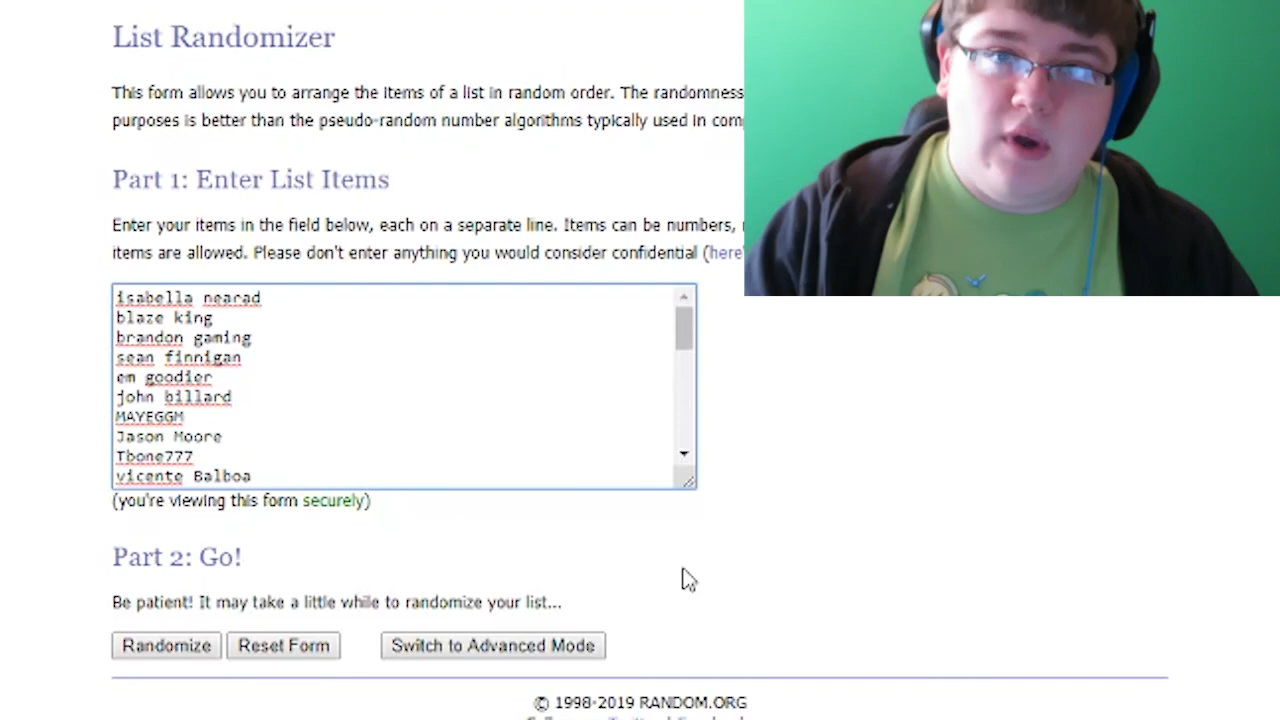 List Randomizer
This form allows you to arrange the items of a list in random order. The randomness
purposes is better than the pseudo-random number algorithms typically used in com
Part 1: Enter List Items
Enter your items in the field below, each on a separate line. Items can be numbers,
items are allowed. Please don't enter anything you would consider confidential (here
isabella nearad
blaze king
brandon gaming
sean finnigan
em goodier
john billard
MAYEGGM
Jason Moore
Tbone777
vicente Balboa
(you're viewing this form securely)
Part 2: Go!
Be patient! It may take a little while to randomize your list...
Randomize Reset Form Switch to Advanced Mode
© 1998-2019 RANDOM.ORG